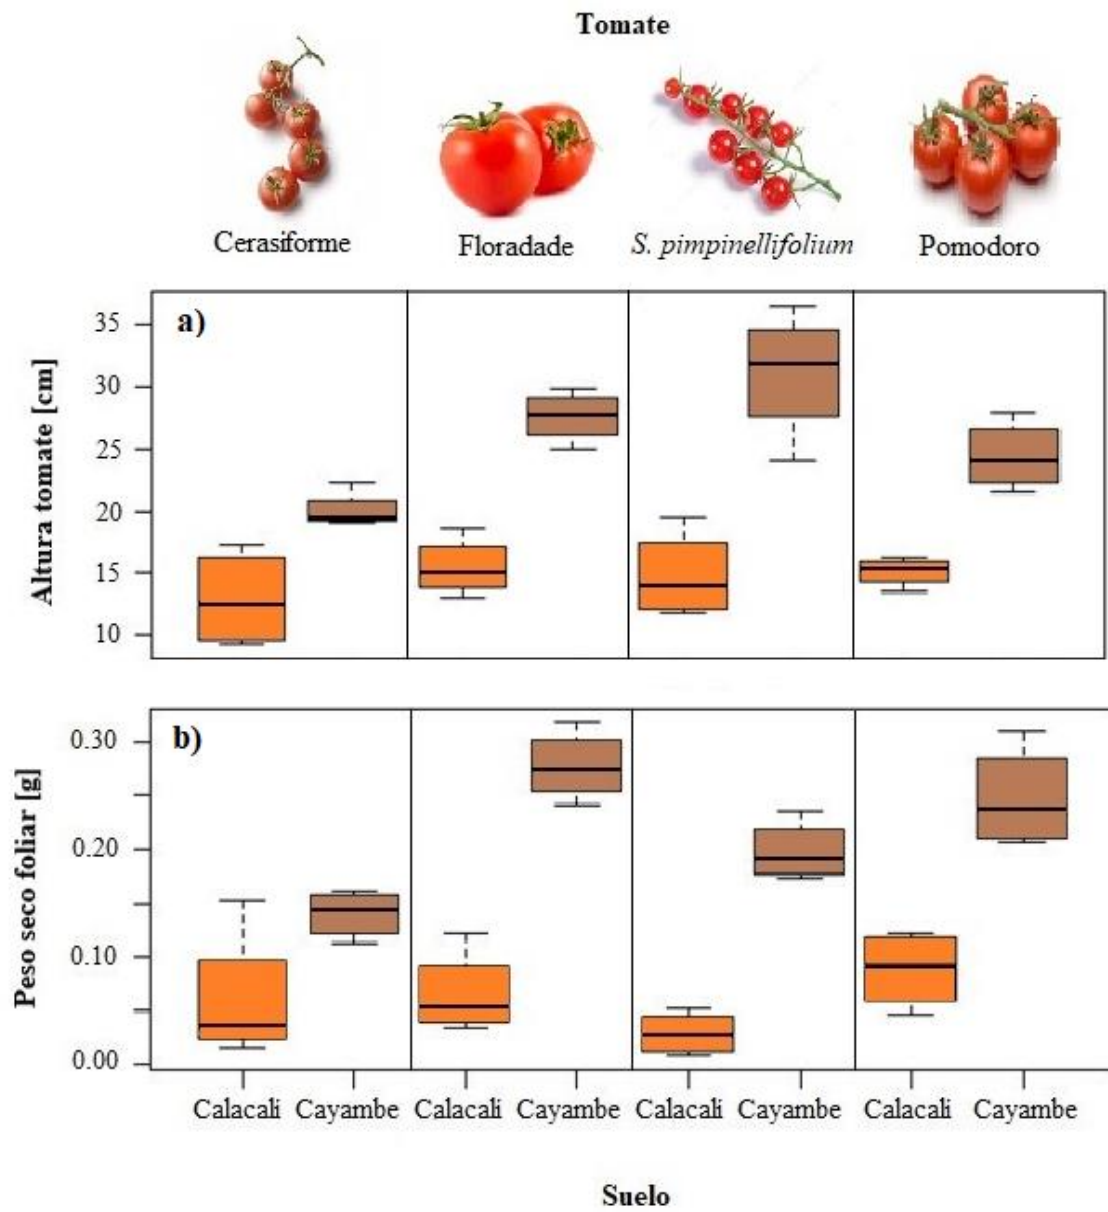 Tomate
Cerasiforme Floradade S. pimpinellifolium Pomodoro
a)
Altura tomate [cm]
35
30
25
20
15
10
b)
Peso seco foliar [g]
0.30
0.20
0.10
0.00
Calacali Cayambe Calacali Cayambe Calacali Cayambe Calacali Cayambe
Suelo